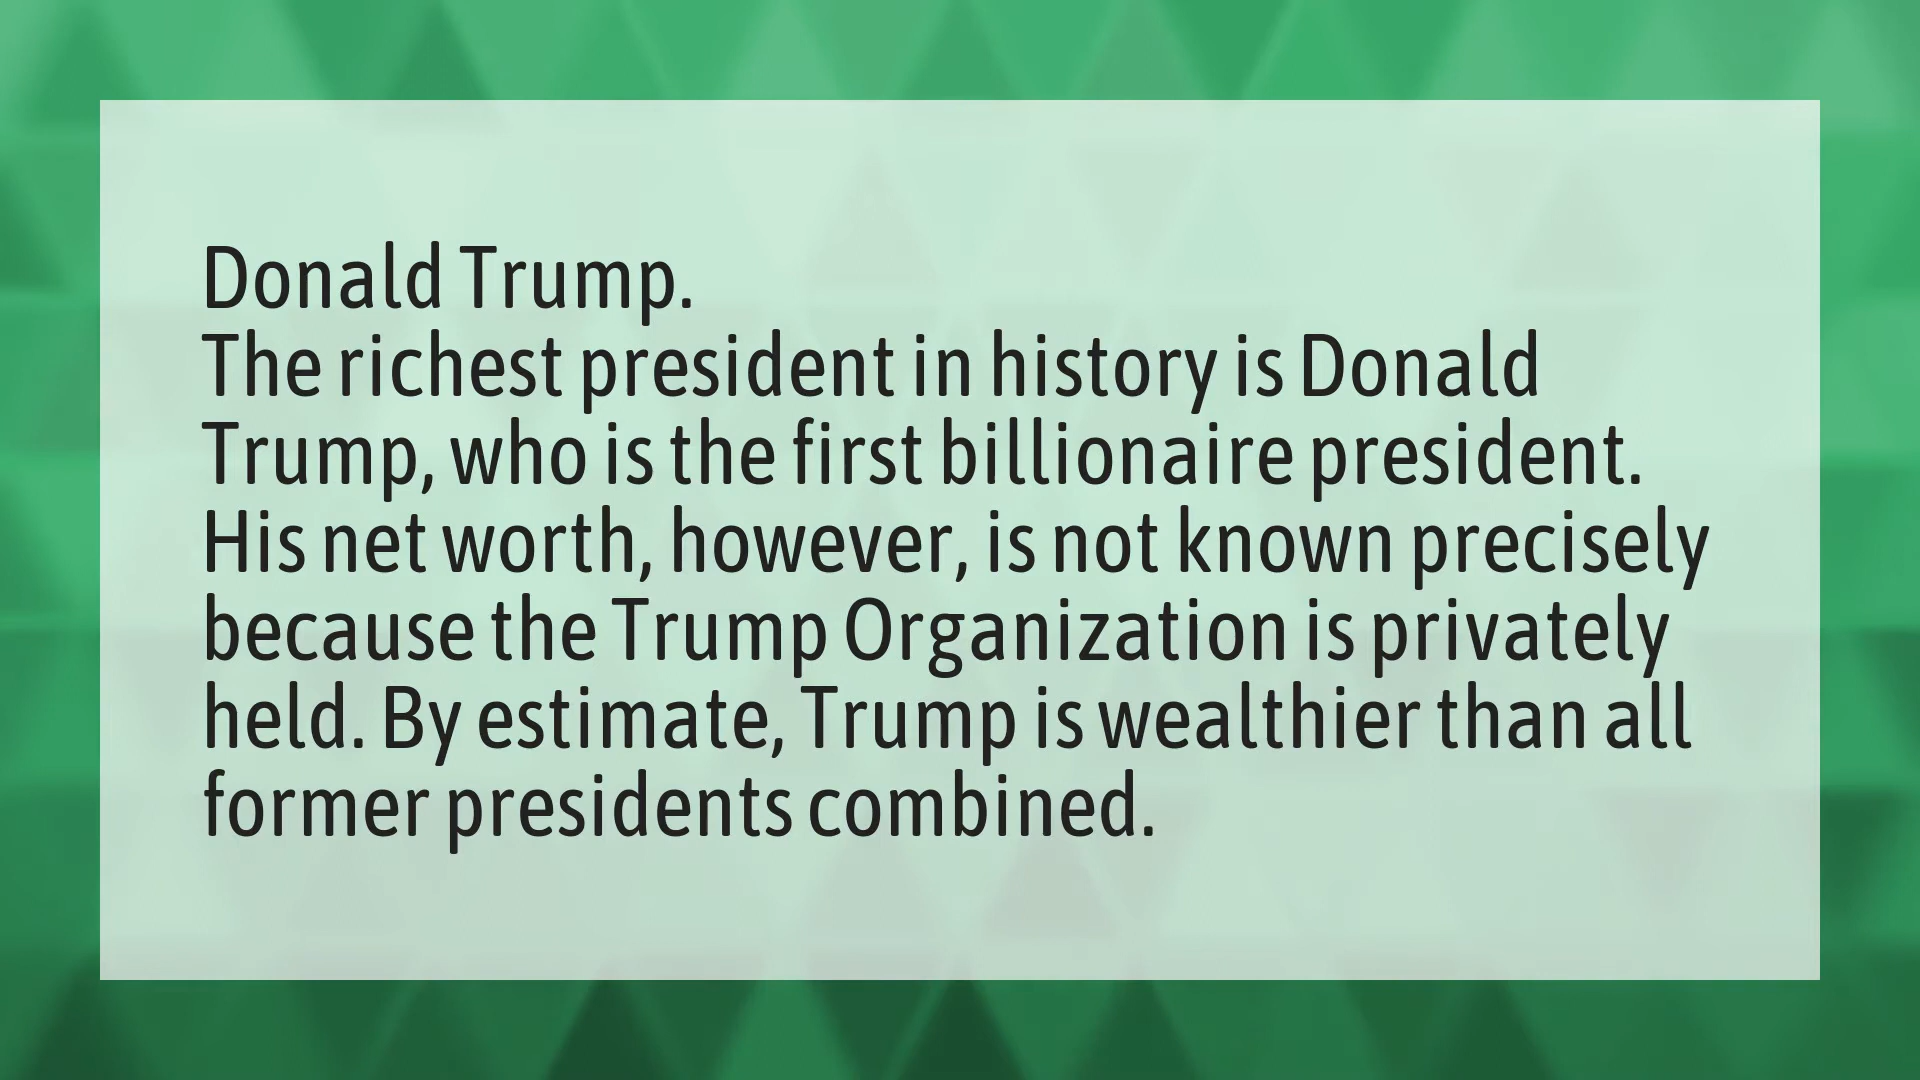 Donald Trump.
The richest president in history is Donald
Trump, who is the first billionaire president.
His net worth, however, is not known precisely
because the Trump Organization is privately
held. By estimate, Trump is wealthier than all
former presidents combined.